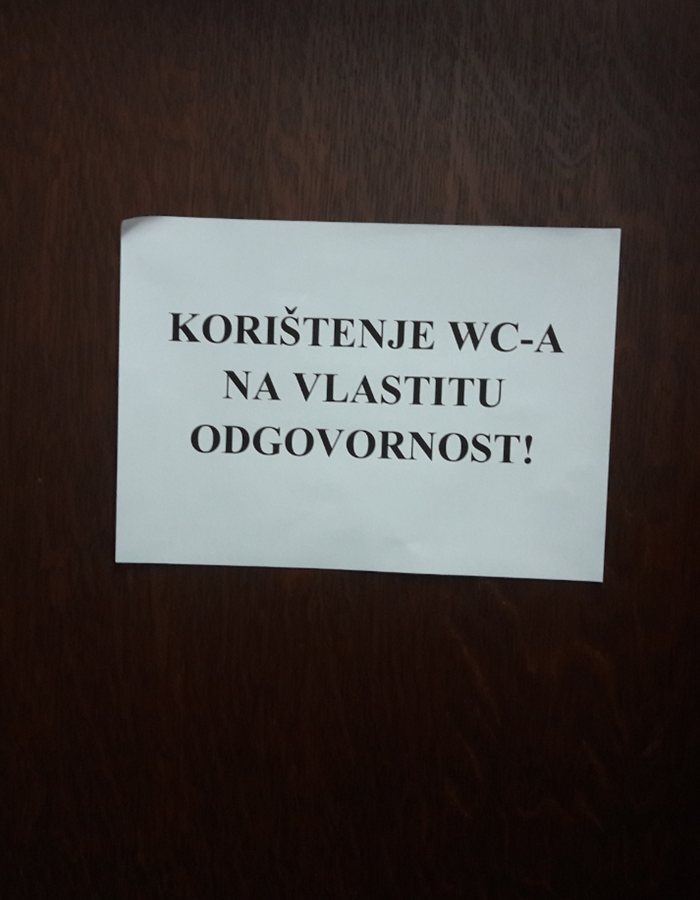 KORIŠTENJE WC-A
NA VLASTITU
ODGOVORNOST!